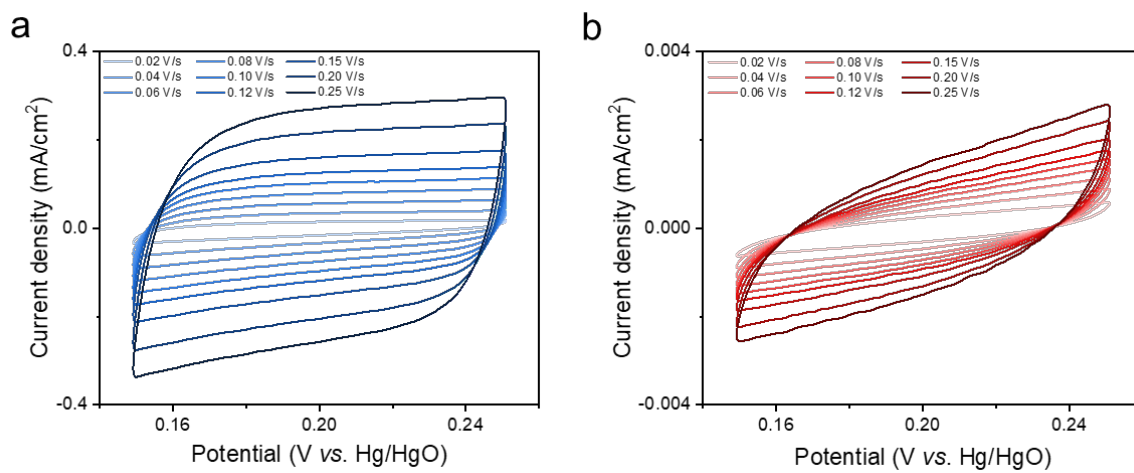 a
0.4
0.02 V/s 0.08 V/s 0.15 V/s
0.04 V/s 0.10 V/s 0.20 V/s
0.06 V/s 0.12 V/s 0.25 V/s
0.0
-0.4
Current density (mA/cm²)
0.16 0.20 0.24
Potential (V vs. Hg/HgO)
b
0.004
0.02 V/s 0.08 V/s 0.15 V/s
0.04 V/s 0.10 V/s 0.20 V/s
0.06 V/s 0.12 V/s 0.25 V/s
0.000
-0.004
Current density (mA/cm²)
0.16 0.20 0.24
Potential (V vs. Hg/HgO)